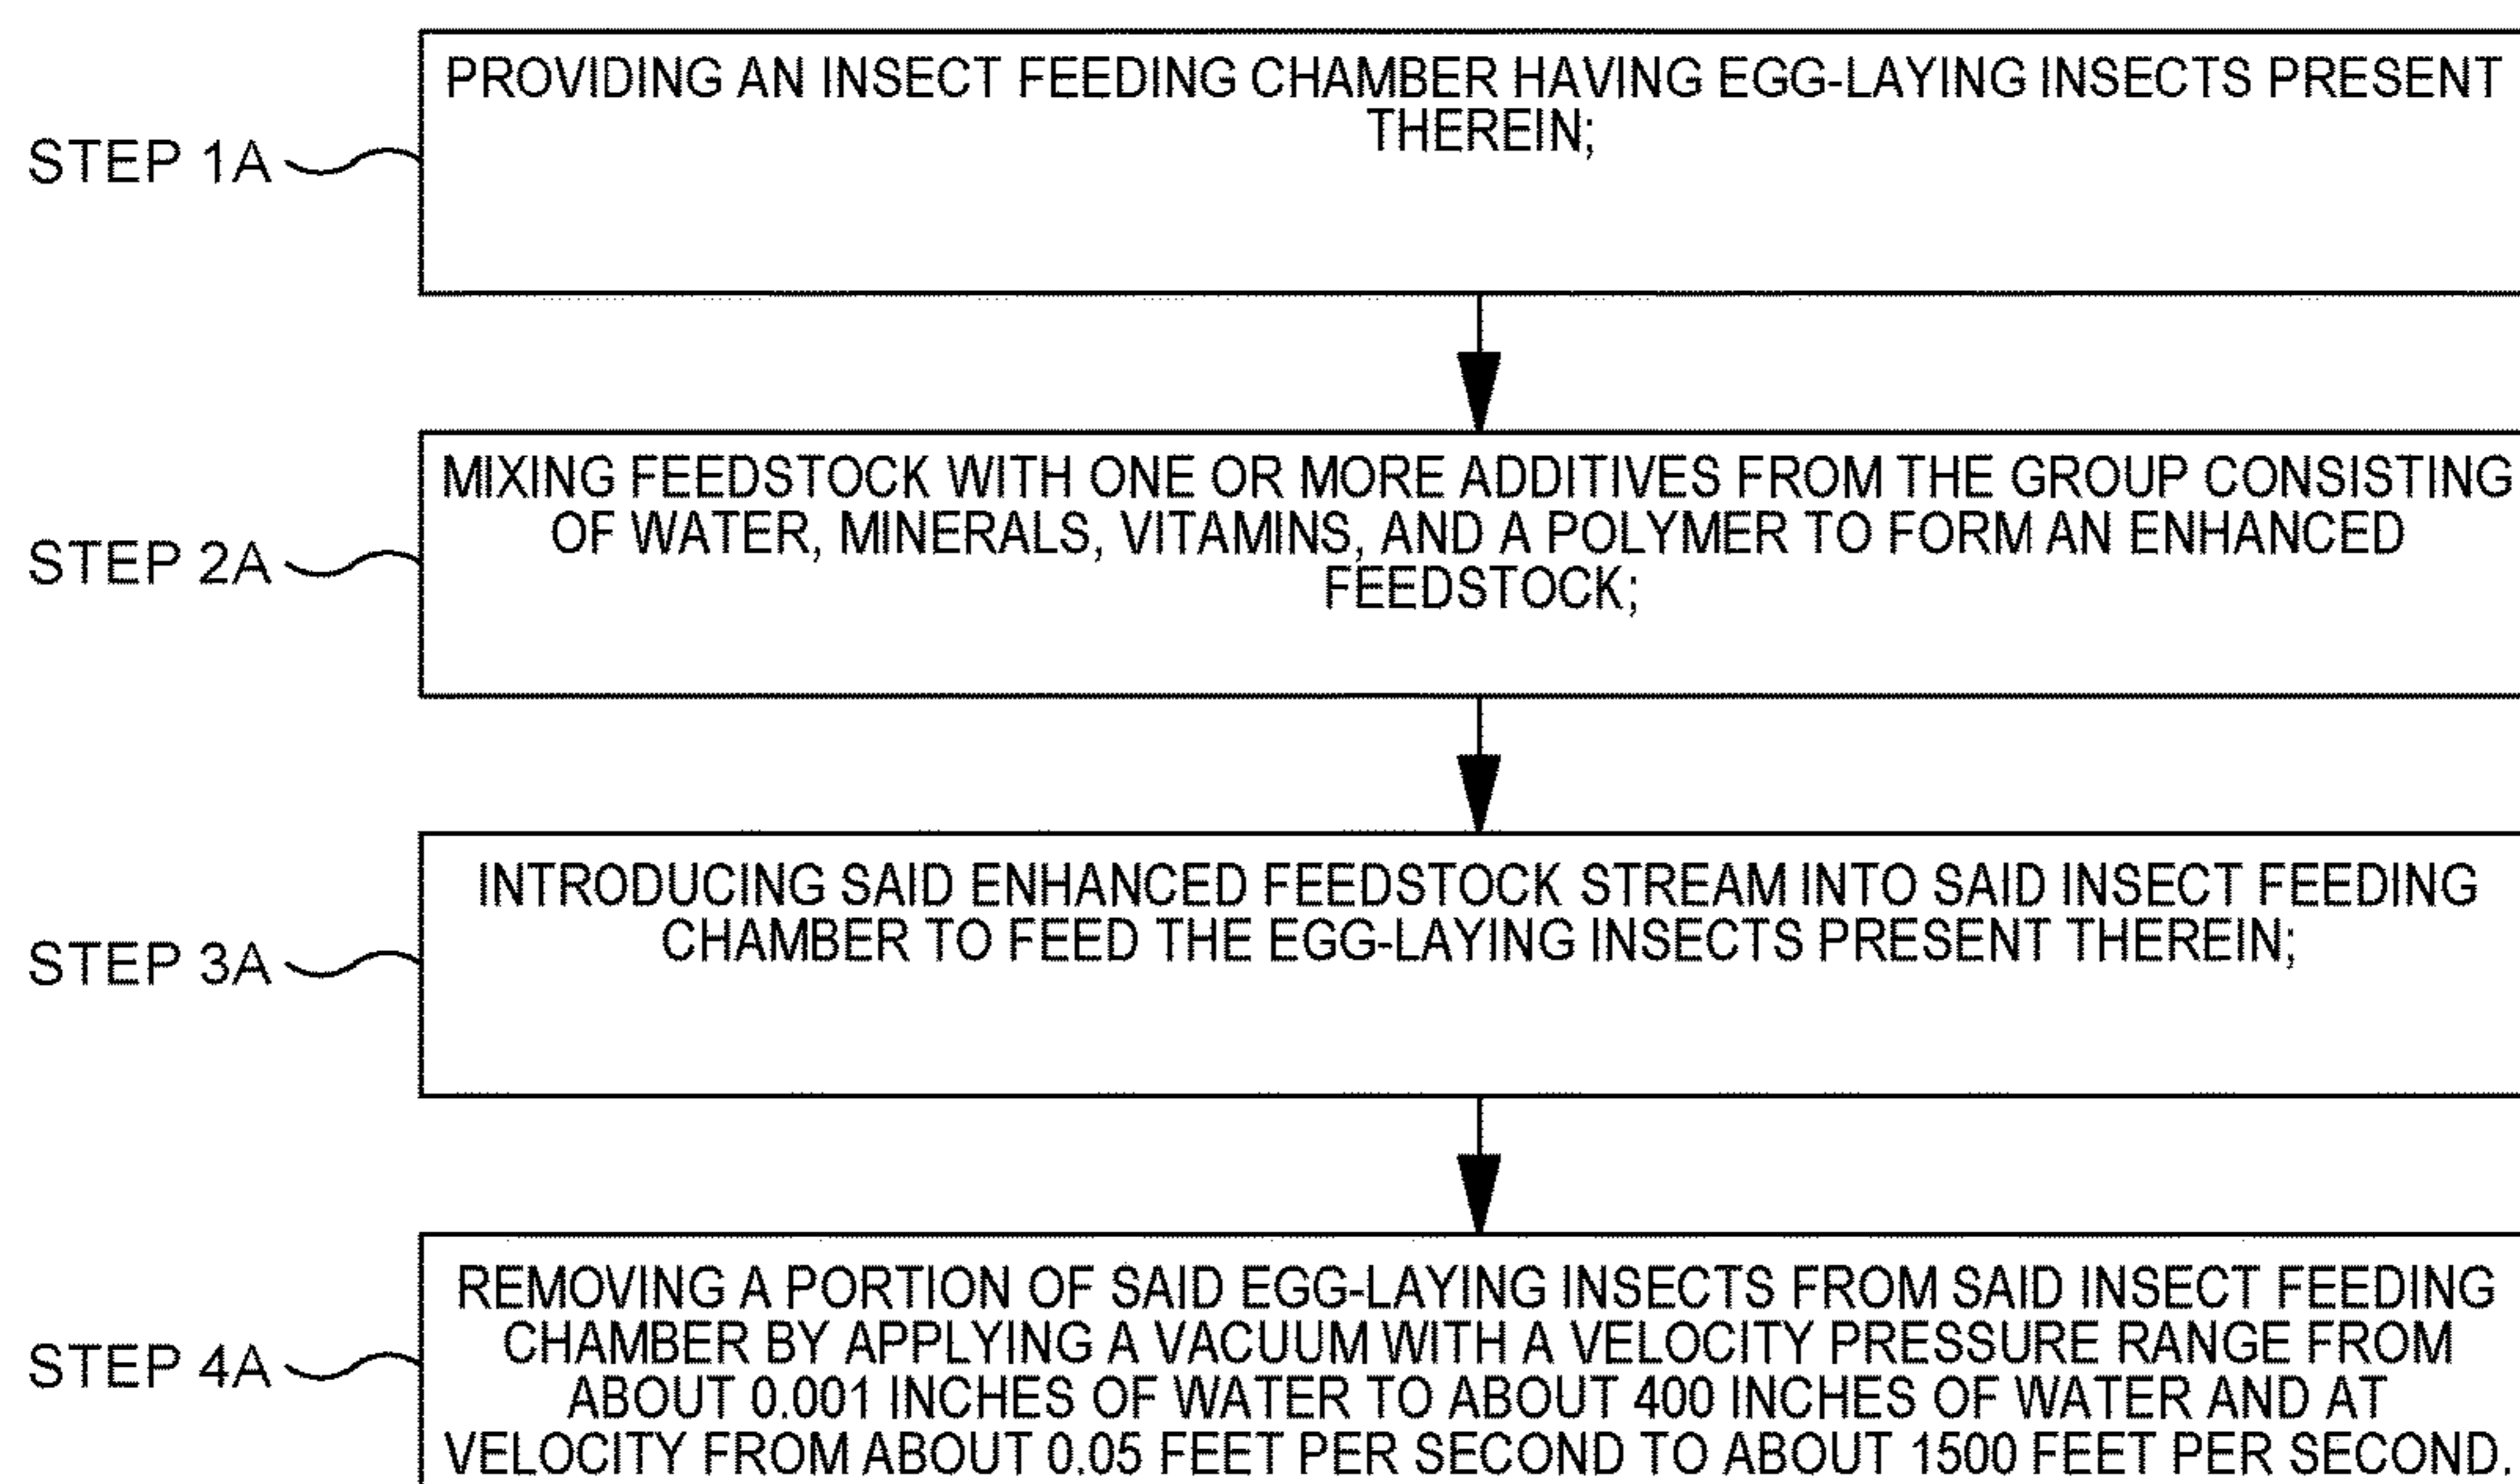 PROVIDING AN INSECT FEEDING CHAMBER HAVING EGG-LAYING INSECTS PRESENT
THEREIN;
STEP 1A
MIXING FEEDSTOCK WITH ONE OR MORE ADDITIVES FROM THE GROUP CONSISTING
OF WATER, MINERALS, VITAMINS, AND A POLYMER TO FORM AN ENHANCED
FEEDSTOCK;
STEP 2A
INTRODUCING SAID ENHANCED FEEDSTOCK STREAM INTO SAID INSECT FEEDING
CHAMBER TO FEED THE EGG-LAYING INSECTS PRESENT THEREIN;
STEP 3A
REMOVING A PORTION OF SAID EGG-LAYING INSECTS FROM SAID INSECT FEEDING
CHAMBER BY APPLYING A VACUUM WITH A VELOCITY PRESSURE RANGE FROM
ABOUT 0.001 INCHES OF WATER TO ABOUT 400 INCHES OF WATER AND AT
VELOCITY FROM ABOUT 0.05 FEET PER SECOND TO ABOUT 1500 FEET PER SECOND.
STEP 4A